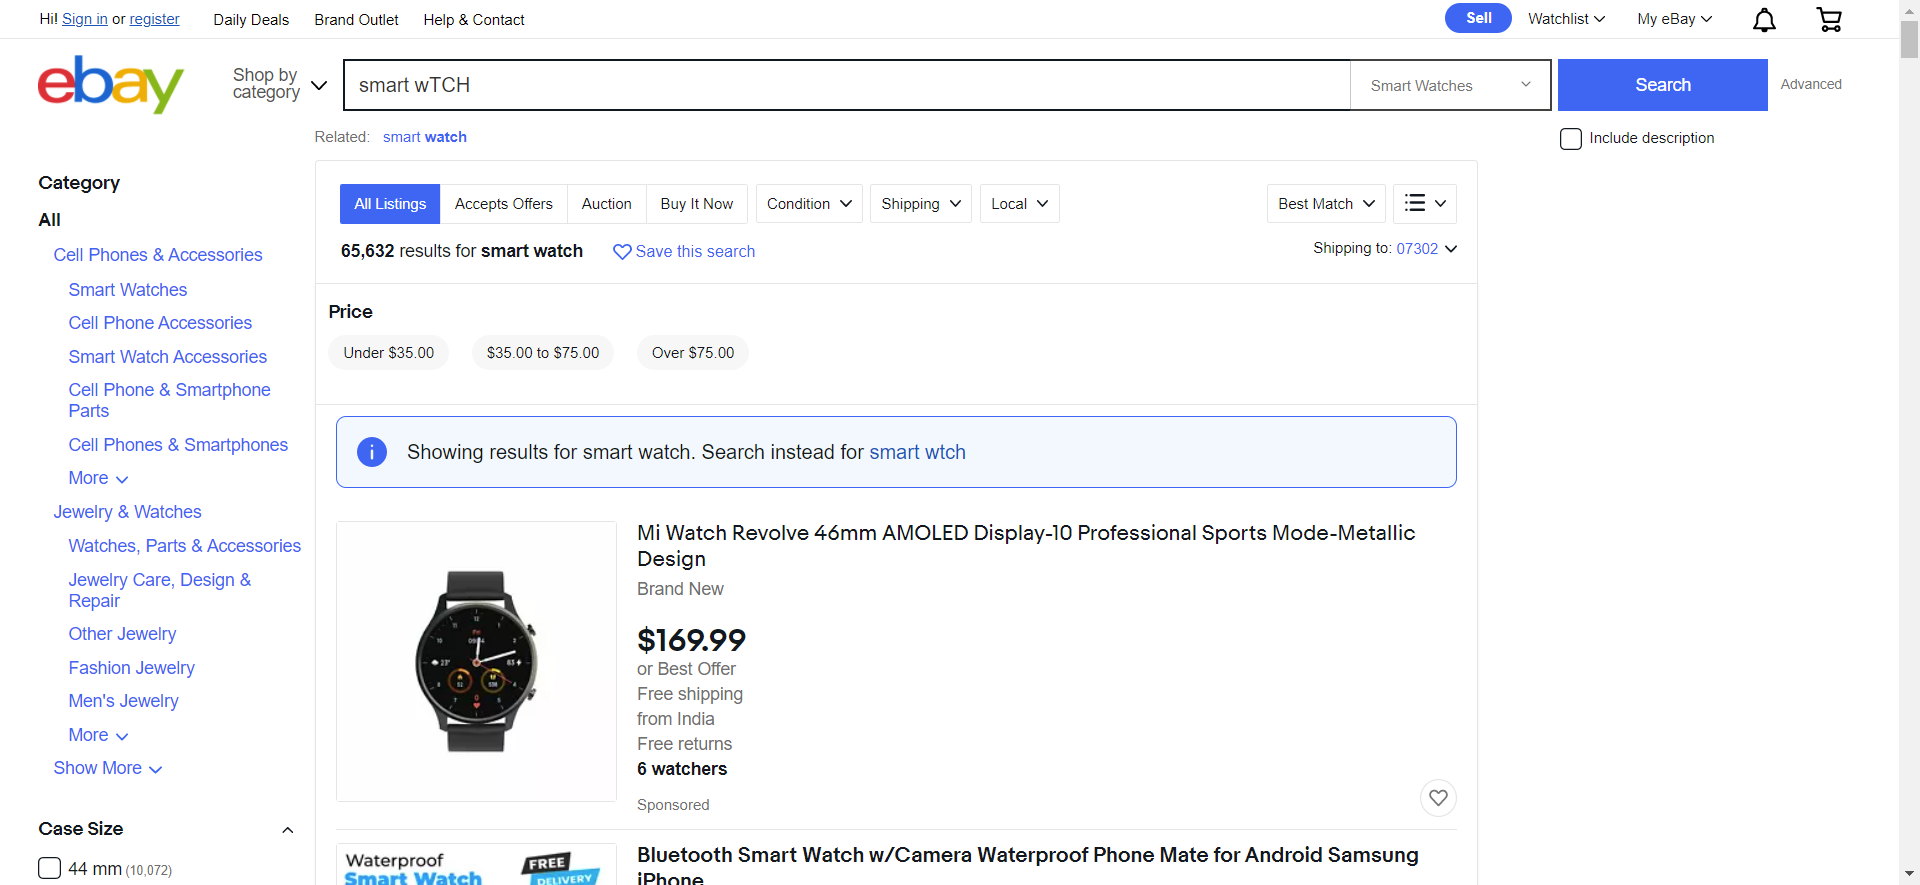 Hi! Sign in or register
Daily Deals
Brand Outlet
Help & Contact
Sell
Watchlist
My eBay
ebay
Shop by
category
smart wTCH
Smart Watches
Search
Advanced
Related: smart watch
Include description
Category
All
Cell Phones & Accessories
Smart Watches
Cell Phone Accessories
Smart Watch Accessories
Cell Phone & Smartphone
Parts
Cell Phones & Smartphones
More
Jewelry & Watches
Watches, Parts & Accessories
Jewelry Care, Design &
Repair
Other Jewelry
Fashion Jewelry
Men's Jewelry
More
Show More
Case Size
44 mm (10,072)
All Listings
Accepts Offers
Auction
Buy It Now
Condition
Shipping
Local
Best Match
65,632 results for smart watch
Save this search
Shipping to: 07302
Price
Under $35.00
$35.00 to $75.00
Over $75.00
Showing results for smart watch. Search instead for smart wtch
Mi Watch Revolve 46mm AMOLED Display-10 Professional Sports Mode-Metallic
Design
Brand New
$169.99
or Best Offer
Free shipping
from India
Free returns
6 watchers
Sponsored
Waterproof
Smart Watch
FREE
DELIVERY
Bluetooth Smart Watch w/Camera Waterproof Phone Mate for Android Samsung
iPhone